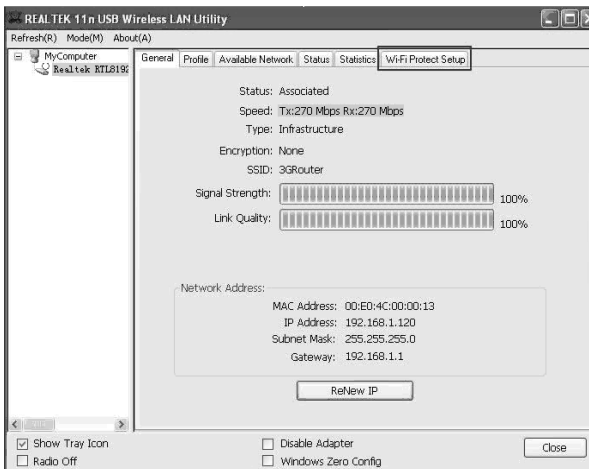 REALTEK 11n USB Wireless LAN Utility
Refresh(R) Mode(M) About(A)
MyComputer
Realtek RTL8192
General Profile Available Network Status Statistics Wi-Fi Protect Setup
Status: Associated
Speed: Tx:270 Mbps Rx:270 Mbps
Type: Infrastructure
Encryption: None
SSID: 3GRouter
Signal Strength: 100%
Link Quality: 100%
Network Address:
MAC Address: 00:E0:4C:00:00:13
IP Address: 192.168.1.120
Subnet Mask: 255.255.255.0
Gateway: 192.168.1.1
ReNew IP
Show Tray Icon
Radio Off
Disable Adapter
Windows Zero Config
Close